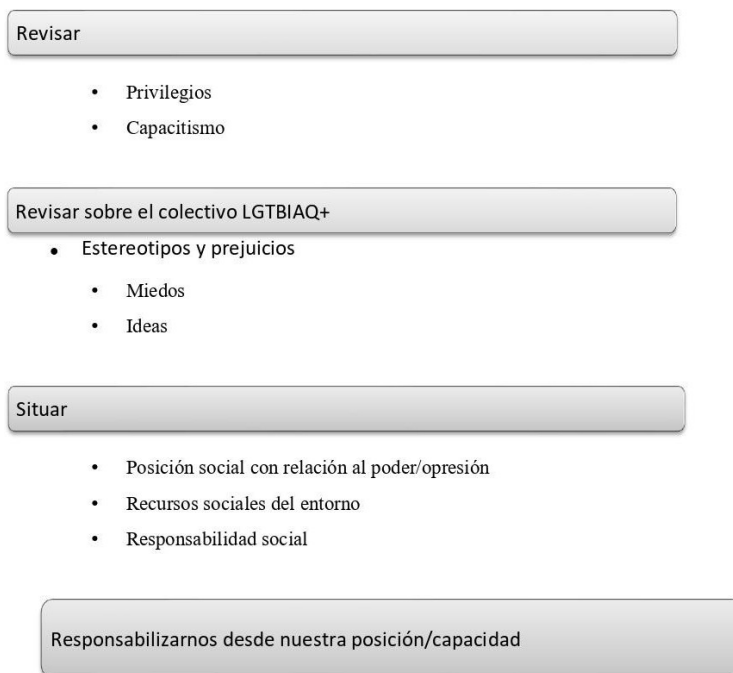 Revisar
• Privilegios
• Capacitismo
Revisar sobre el colectivo LGTBIAQ+
• Estereotipos y prejuicios
• Miedos
• Ideas
Situar
• Posición social con relación al poder/opresión
• Recursos sociales del entorno
• Responsabilidad social
Responsabilizarnos desde nuestra posición/capacidad